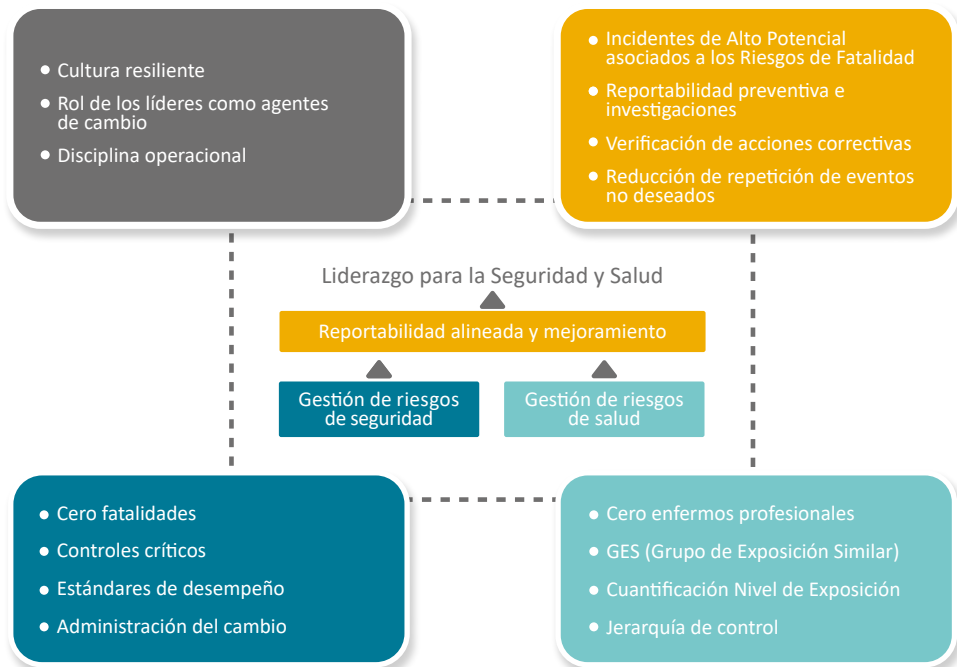 • Cultura resiliente
• Rol de los líderes como agentes
de cambio
• Disciplina operacional
• Incidentes de Alto Potencial
asociados a los Riesgos de Fatalidad
• Reportabilidad preventiva e
investigaciones
• Verificación de acciones correctivas
• Reducción de repetición de eventos
no deseados
Liderazgo para la Seguridad y Salud
Reportabilidad alineada y mejoramiento
Gestión de riesgos
de seguridad
Gestión de riesgos
de salud
• Cero fatalidades
• Controles críticos
• Estándares de desempeño
• Administración del cambio
• Cero enfermos profesionales
• GES (Grupo de Exposición Similar)
• Cuantificación Nivel de Exposición
• Jerarquía de control